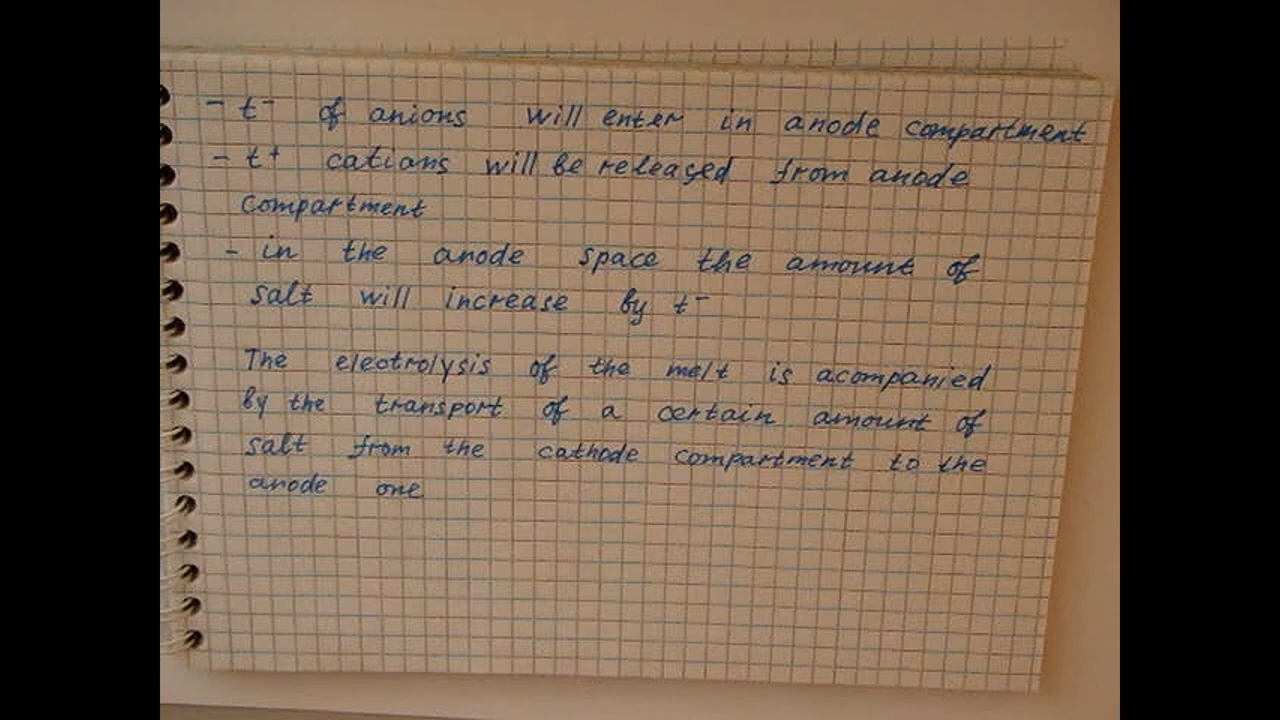 - t⁻ of anions will enter in anode compartment
- t⁺ cations will be released from anode
compartment
- in the anode space the amount of
salt will increase by t⁻
The electrolysis of the melt is acompanied
by the transport of a certain amount of
salt from the cathode compartment to the
anode one